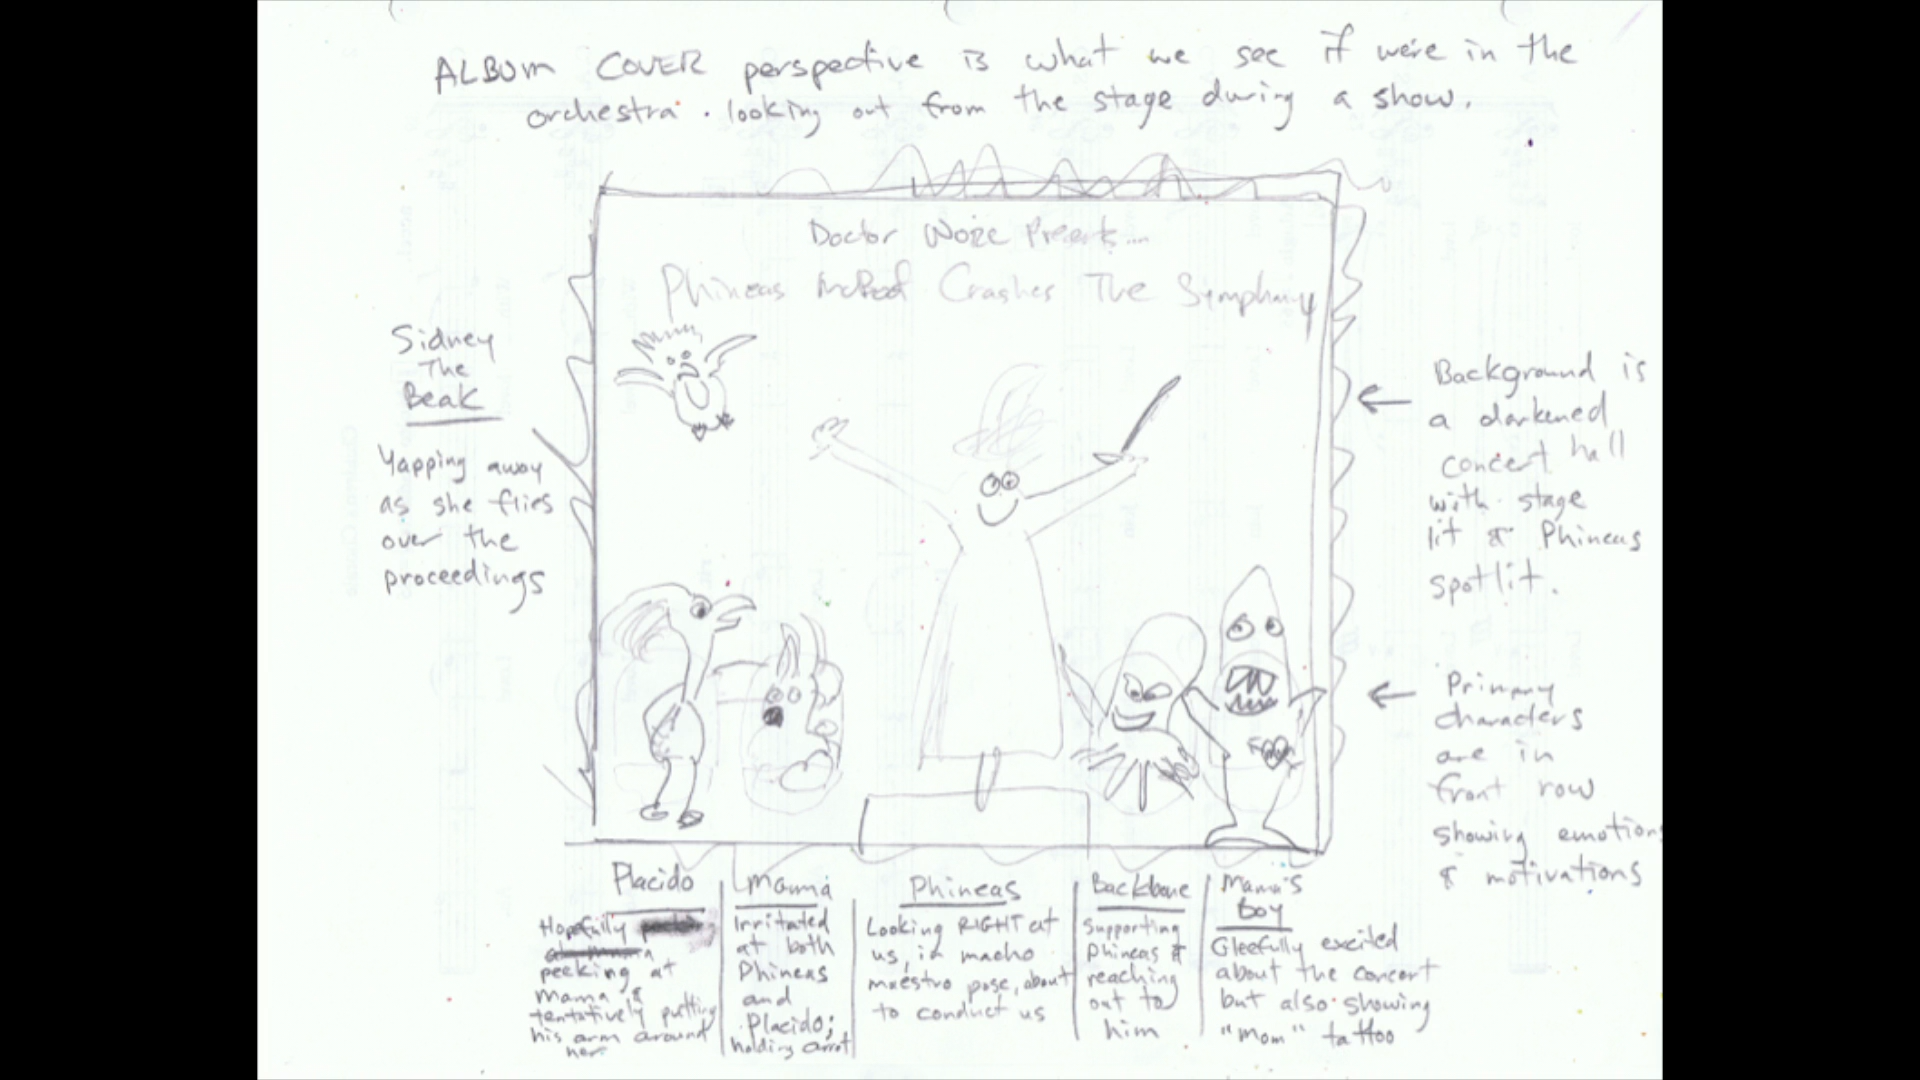 ALBUM COVER perspective is what we see if we're in the
orchestra. looking out from the stage during a show.
Doctor Noize Presents...
Phineas McBoof Crashes The Symphony
Sidney
The
Beak
Yapping away
as she flies
over the
proceedings
Background is
a darkened
concert hall
with stage
lit & Phineas
spotlit.
Primary
characters
are in
front row
showing emotions
& motivations
Placido
Hopefully
peeking at
Mama &
tentatively putting
his arm around
her
Mama
Irritated
at both
Phineas
and
Placido;
holding
Phineas
Looking RIGHT at
us, in macho
maestro pose, about
to conduct us
Backbone
Supporting
Phineas &
reaching
out to
him
Mama's
Boy
Gleefully excited
about the concert
but also showing
"Mom" tattoo